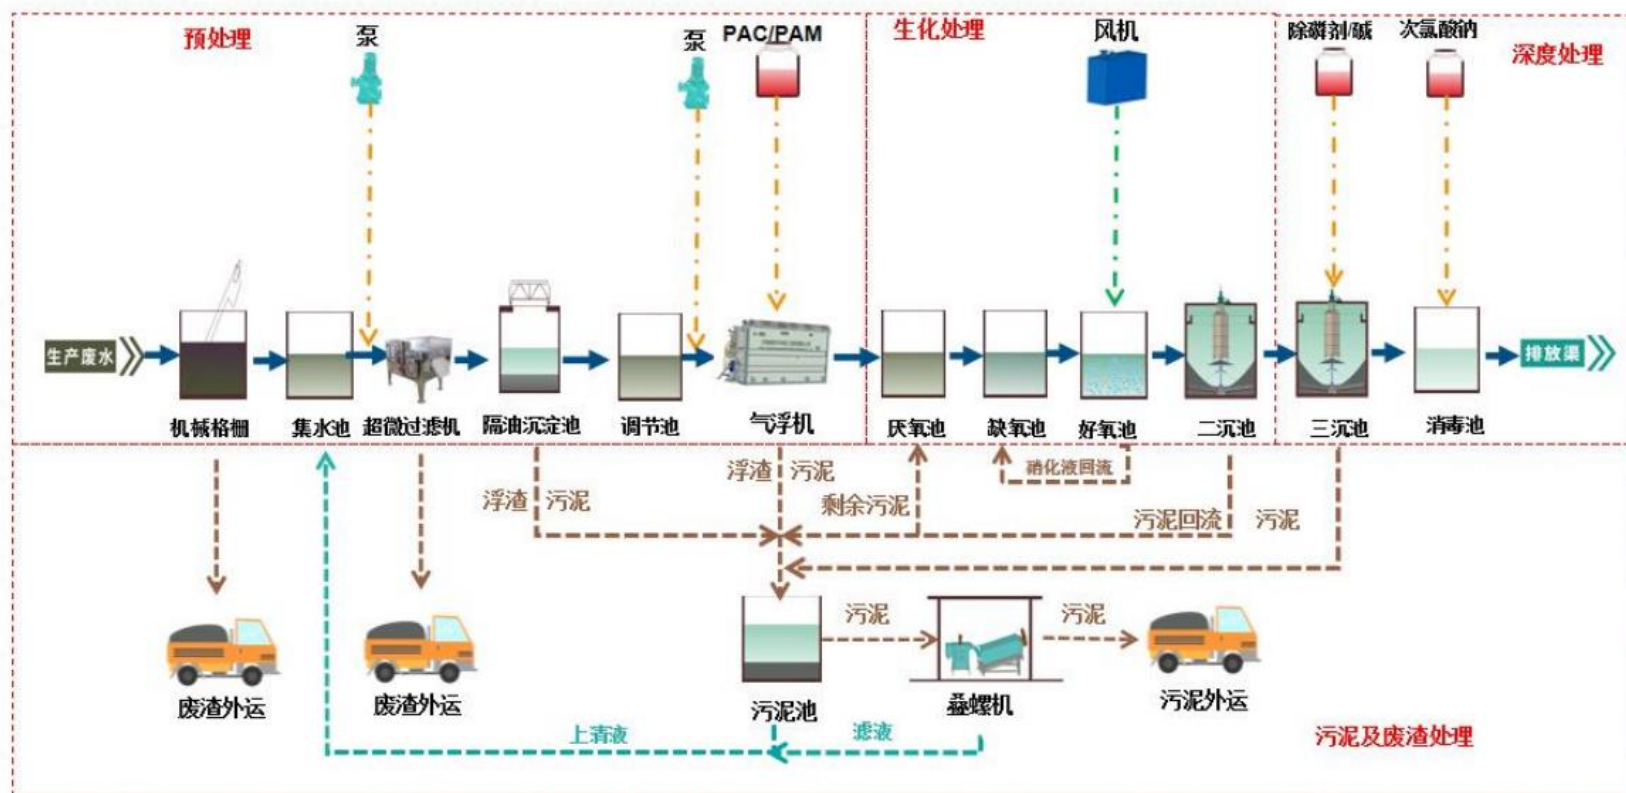 预处理
泵
泵
PAC/PAM
生化处理
风机
除磷剂/碱
次氯酸钠
深度处理
生产废水
排放渠
机械格栅
集水池
超微过滤机
隔油沉淀池
调节池
气浮机
厌氧池
缺氧池
好氧池
二沉池
三沉池
消毒池
浮渣
污泥
浮渣
污泥
剩余污泥
硝化液回流
污泥回流
污泥
废渣外运
废渣外运
污泥池
污泥
叠螺机
污泥
污泥外运
上清液
滤液
污泥及废渣处理